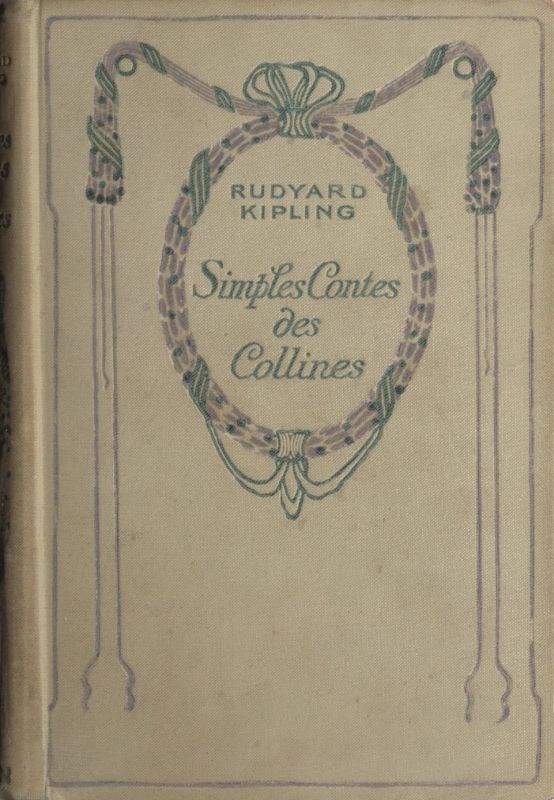 RUDYARD
KIPLING
Simples Contes
des
Collines